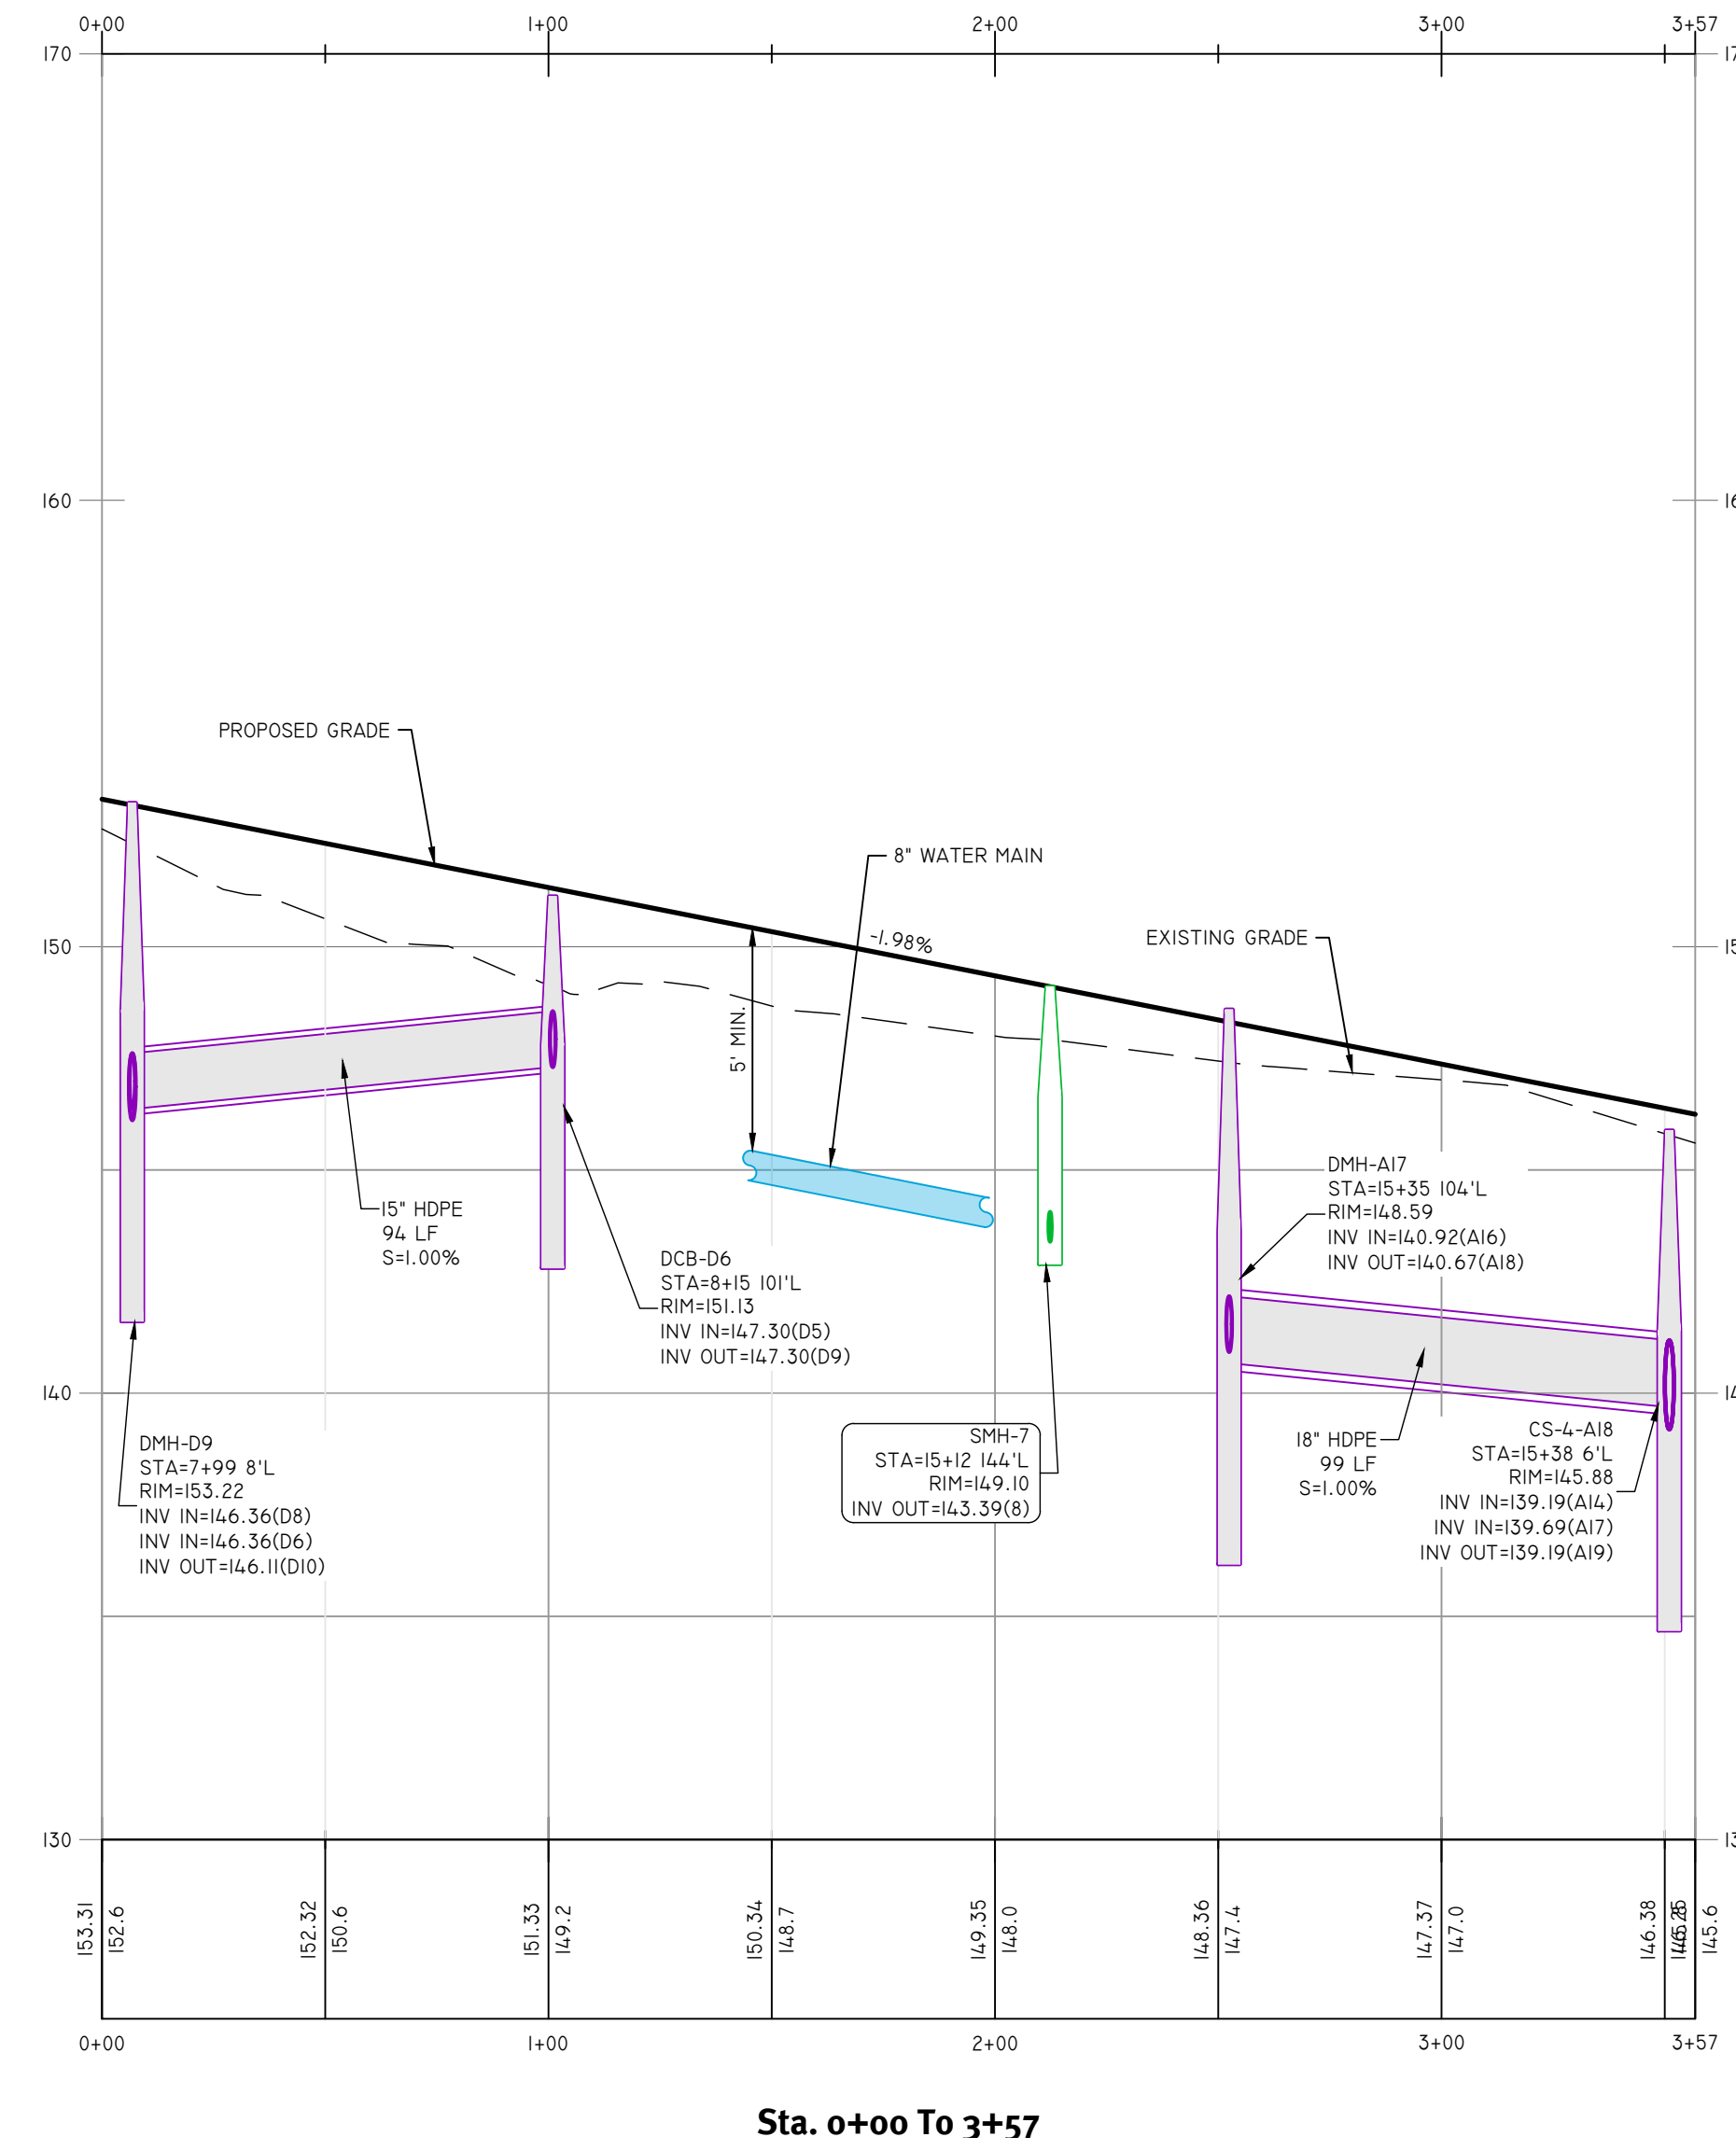 0+00 1+00 2+00 3+00 3+57
170
160
PROPOSED GRADE
8" WATER MAIN
-1.98%
EXISTING GRADE
150
5' MIN.
15" HDPE
94 LF
S=1.00%
DCB-D6
STA=8+15 101'L
RIM=151.13
INV IN=147.30(D5)
INV OUT=147.30(D9)
DMH-A17
STA=15+35 104'L
RIM=148.59
INV IN=140.92(A16)
INV OUT=140.67(A18)
140
DMH-D9
STA=7+99 8'L
RIM=153.22
INV IN=146.36(D8)
INV IN=146.36(D6)
INV OUT=146.11(D10)
SMH-7
STA=15+12 144'L
RIM=149.10
INV OUT=143.39(8)
18" HDPE
99 LF
S=1.00%
CS-4-A18
STA=15+38 6'L
RIM=145.88
INV IN=139.19(A14)
INV IN=139.69(A17)
INV OUT=139.19(A19)
130
153.31
152.6
152.32
150.6
151.33
149.2
150.34
148.7
149.35
148.0
148.36
147.4
147.37
147.0
146.38
145.6
0+00 1+00 2+00 3+00 3+57
Sta. 0+00 To 3+57